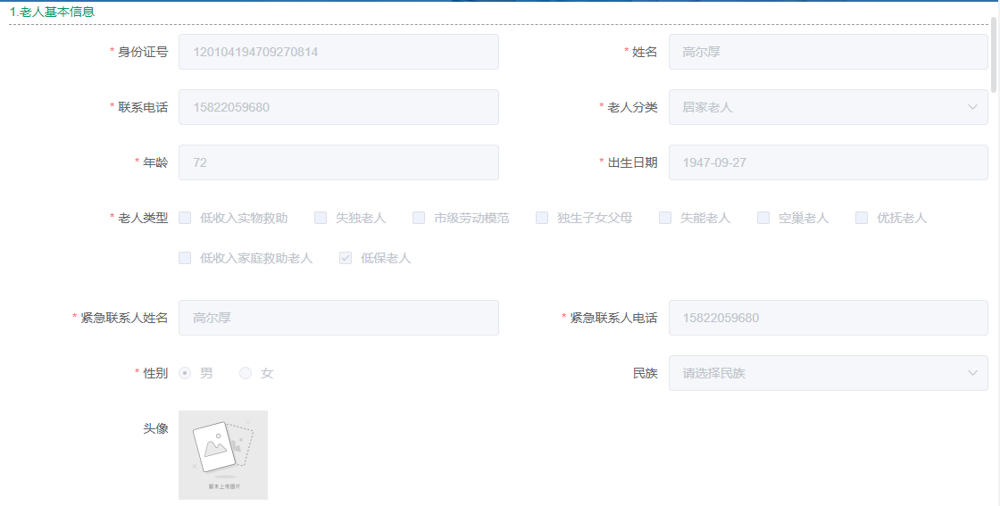 1.老人基本信息
* 身份证号 120104194709270814 * 姓名 高尔厚
* 联系电话 15822059680 * 老人分类 居家老人
* 年龄 72 * 出生日期 1947-09-27
* 老人类型 低收入实物救助 失独老人 市级劳动模范 独生子女父母 失能老人 空巢老人 优抚老人
低收入家庭救助老人 低保老人
* 紧急联系人姓名 高尔厚 * 紧急联系人电话 15822059680
* 性别 男 女 民族 请选择民族
头像
暂未上传图片